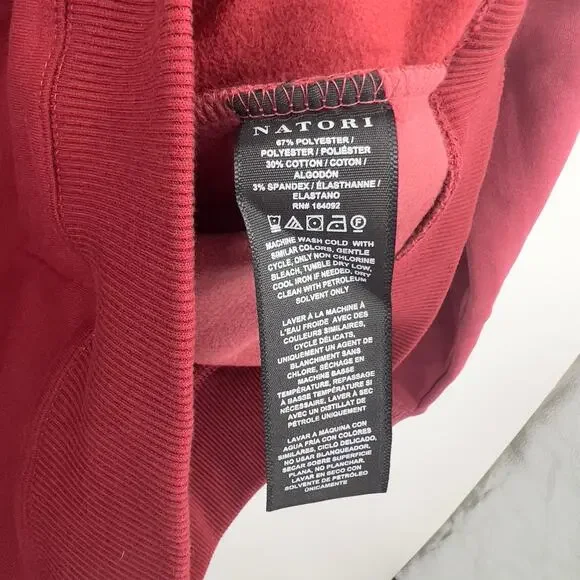 NATORI
67% POLYESTER /
POLYESTER / POLIÉSTER
30% COTTON / COTON /
ALGODÓN
3% SPANDEX / ÉLASTHANNE /
ELASTANO
RN# 164092
F
MACHINE WASH COLD WITH
SIMILAR COLORS, GENTLE
CYCLE, ONLY NON CHLORINE
BLEACH, TUMBLE DRY LOW,
COOL IRON IF NEEDED, DRY
CLEAN WITH PETROLEUM
SOLVENT ONLY
LAVER À LA MACHINE À
L'EAU FROIDE AVEC DES
COULEURS SIMILAIRES,
CYCLE DÉLICATS,
UNIQUEMENT UN AGENT DE
BLANCHIMENT SANS
CHLORE, SÉCHAGE EN
MACHINE BASSE
TEMPÉRATURE, REPASSAGE
À BASSE TEMPÉRATURE SI
NÉCESSAIRE, LAVER À SEC
AVEC UN DISTILLAT DE
PÉTROLE UNIQUEMENT
LAVAR A MÁQUINA CON
AGUA FRÍA CON COLORES
SIMILARES, CICLO DELICADO,
NO USAR BLANQUEADOR,
SECAR SOBRE SUPERFICIE
PLANA, NO PLANCHAR,
LAVAR EN SECO CON
SOLVENTE DE PETRÓLEO
ÚNICAMENTE